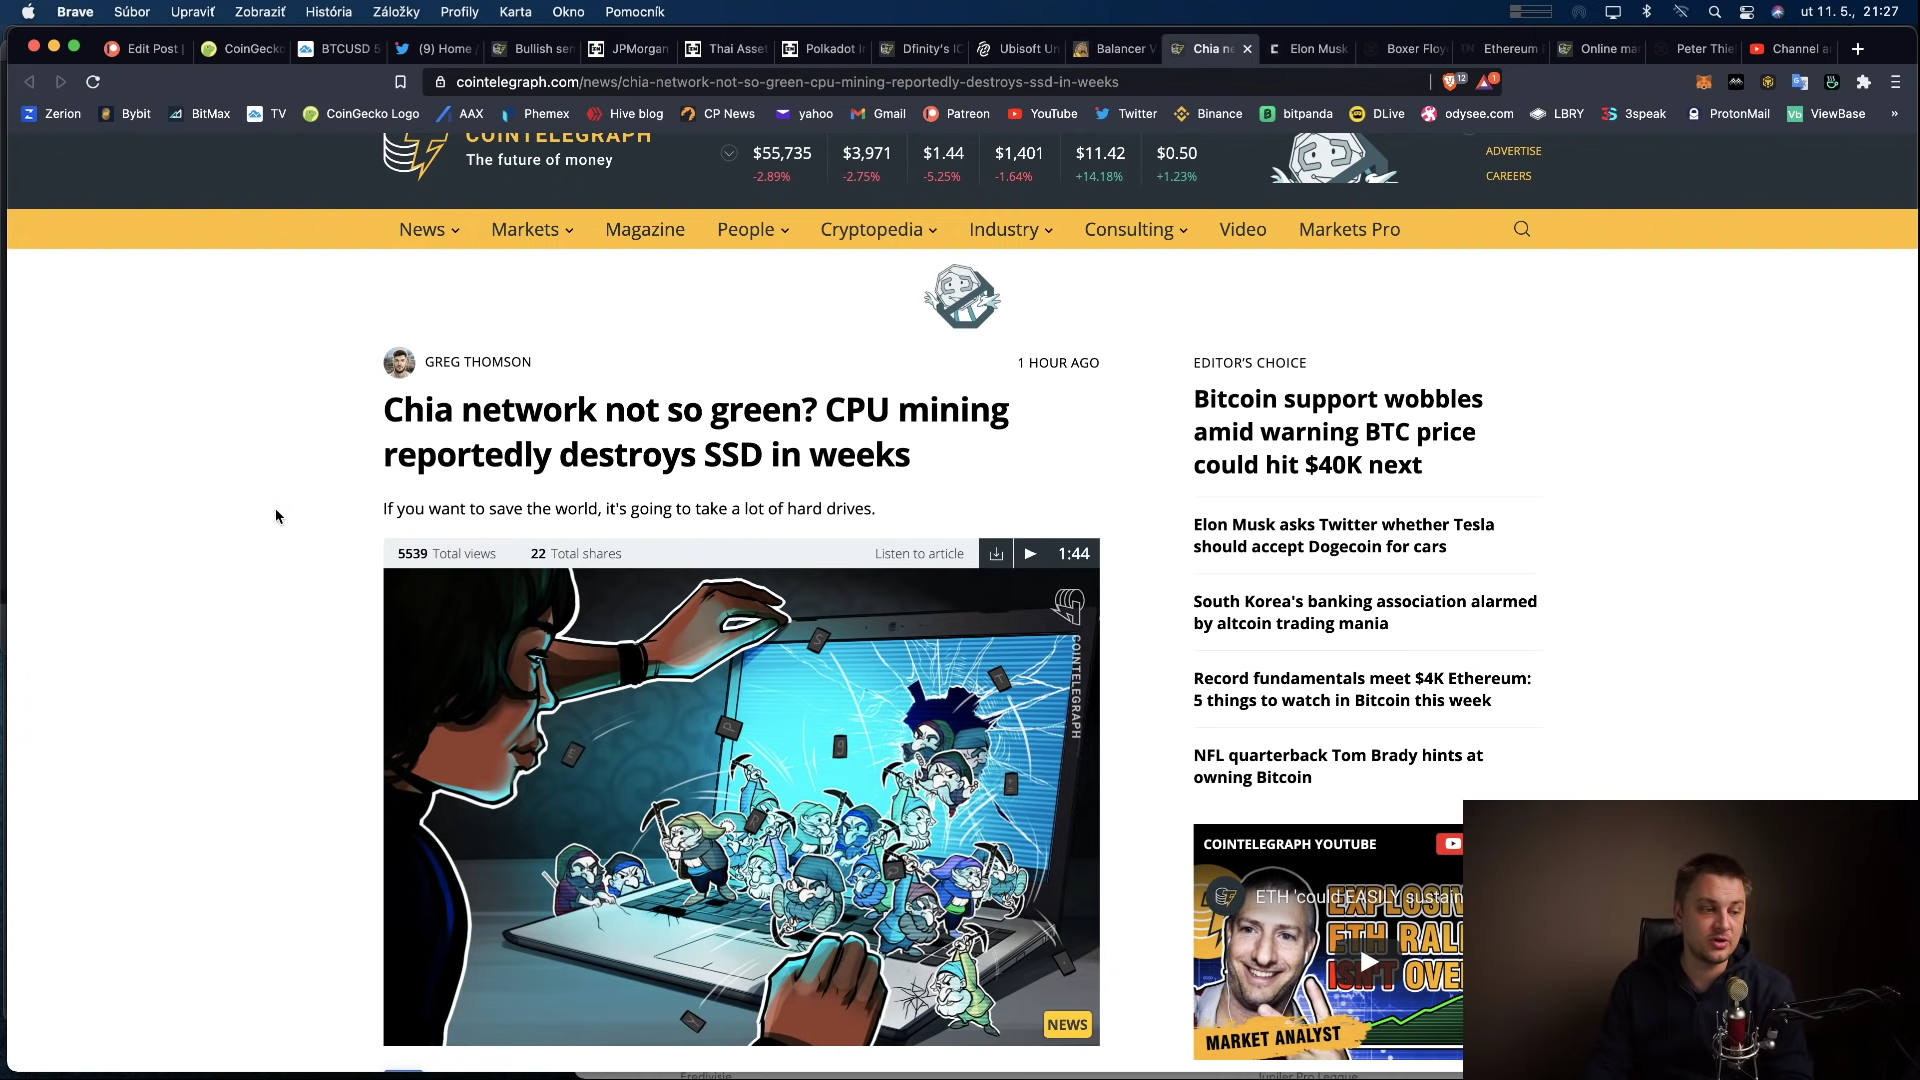 Brave Súbor Upraviť Zobraziť História Záložky Profily Karta Okno Pomocník ut 11. 5., 21:27
Edit Post | CoinGecko BTCUSD 5 (9) Home / Bullish sen JPMorgan Thai Asset Polkadot I Dfinity's IC Ubisoft Un Balancer V Chia ne Elon Musk Boxer Floy Ethereum Online ma Peter Thie Channel a
cointelegraph.com/news/chia-network-not-so-green-cpu-mining-reportedly-destroys-ssd-in-weeks 12 1
Zerion Bybit BitMax TV CoinGecko Logo AAX Phemex Hive blog CP News yahoo Gmail Patreon YouTube Twitter Binance bitpanda DLive odysee.com LBRY 3speak ProtonMail ViewBase »
COINTELEGRAPH
The future of money
$55,735 $3,971 $1.44 $1,401 $11.42 $0.50
-2.89% -2.75% -5.25% -1.64% +14.18% +1.23%
ADVERTISE
CAREERS
News Markets Magazine People Cryptopedia Industry Consulting Video Markets Pro
GREG THOMSON 1 HOUR AGO
Chia network not so green? CPU mining
reportedly destroys SSD in weeks
If you want to save the world, it's going to take a lot of hard drives.
5539 Total views 22 Total shares Listen to article 1:44
COINTELEGRAPH
NEWS
EDITOR'S CHOICE
Bitcoin support wobbles
amid warning BTC price
could hit $40K next
Elon Musk asks Twitter whether Tesla
should accept Dogecoin for cars
South Korea's banking association alarmed
by altcoin trading mania
Record fundamentals meet $4K Ethereum:
5 things to watch in Bitcoin this week
NFL quarterback Tom Brady hints at
owning Bitcoin
COINTELEGRAPH YOUTUBE
ETH 'could EASILY sustain
EXPLOSIV
ETH RAL
ISN'T OVE
MARKET ANALYST
Eredivisie Jupiler Pro League